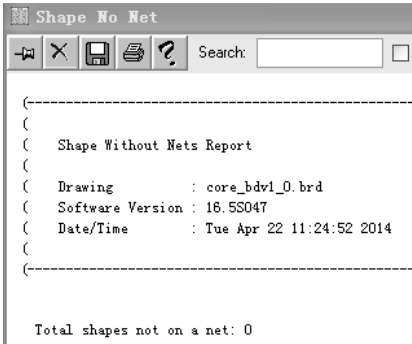 Shape No Net
Search:
(--------------------------------------------------
(
( Shape Without Nets Report
(
( Drawing : core_bdv1_0.brd
( Software Version : 16.5S047
( Date/Time : Tue Apr 22 11:24:52 2014
(
(--------------------------------------------------
Total shapes not on a net: 0